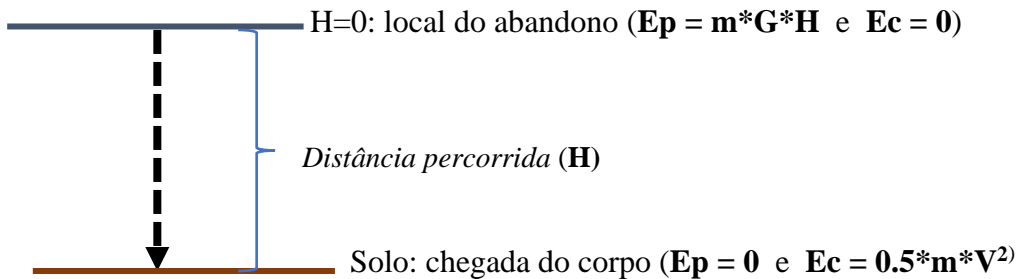 H=0: local do abandono (Ep = m*G*H e Ec = 0)
Distância percorrida (H)
Solo: chegada do corpo (Ep = 0 e Ec = 0.5*m*V²⁾